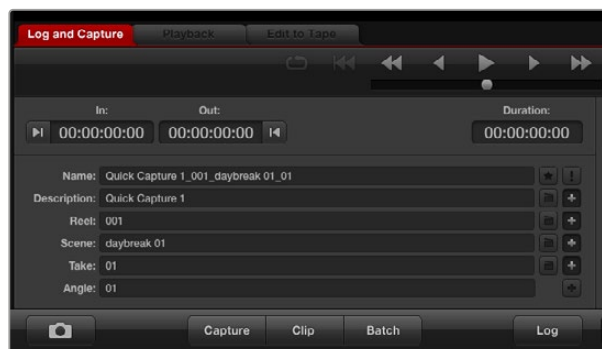 Log and Capture Playback Edit to Tape
In: Out: Duration:
00:00:00:00 00:00:00:00 00:00:00:00
Name: Quick Capture 1_001_daybreak 01_01
Description: Quick Capture 1
Reel: 001
Scene: daybreak 01
Take: 01
Angle: 01
Capture Clip Batch Log